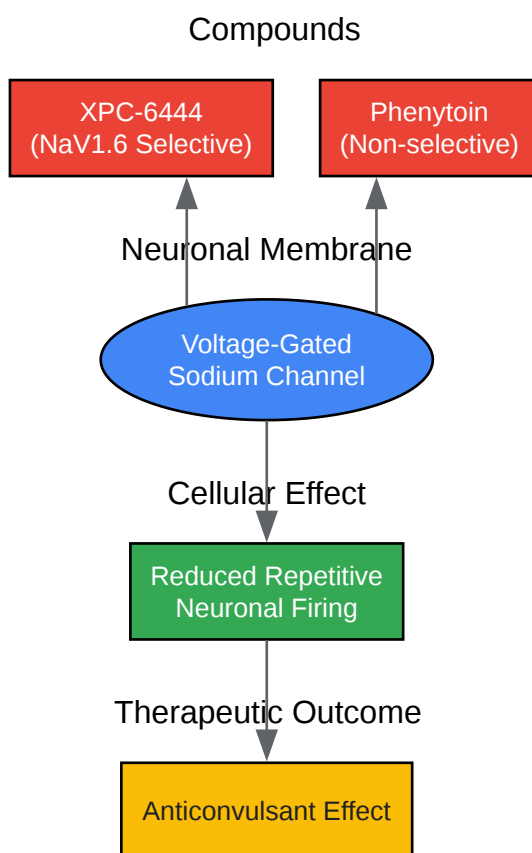 Compounds
XPC-6444
(NaV1.6 Selective)
Phenytoin
(Non-selective)
Neuronal Membrane
Voltage-Gated
Sodium Channel
Cellular Effect
Reduced Repetitive
Neuronal Firing
Therapeutic Outcome
Anticonvulsant Effect